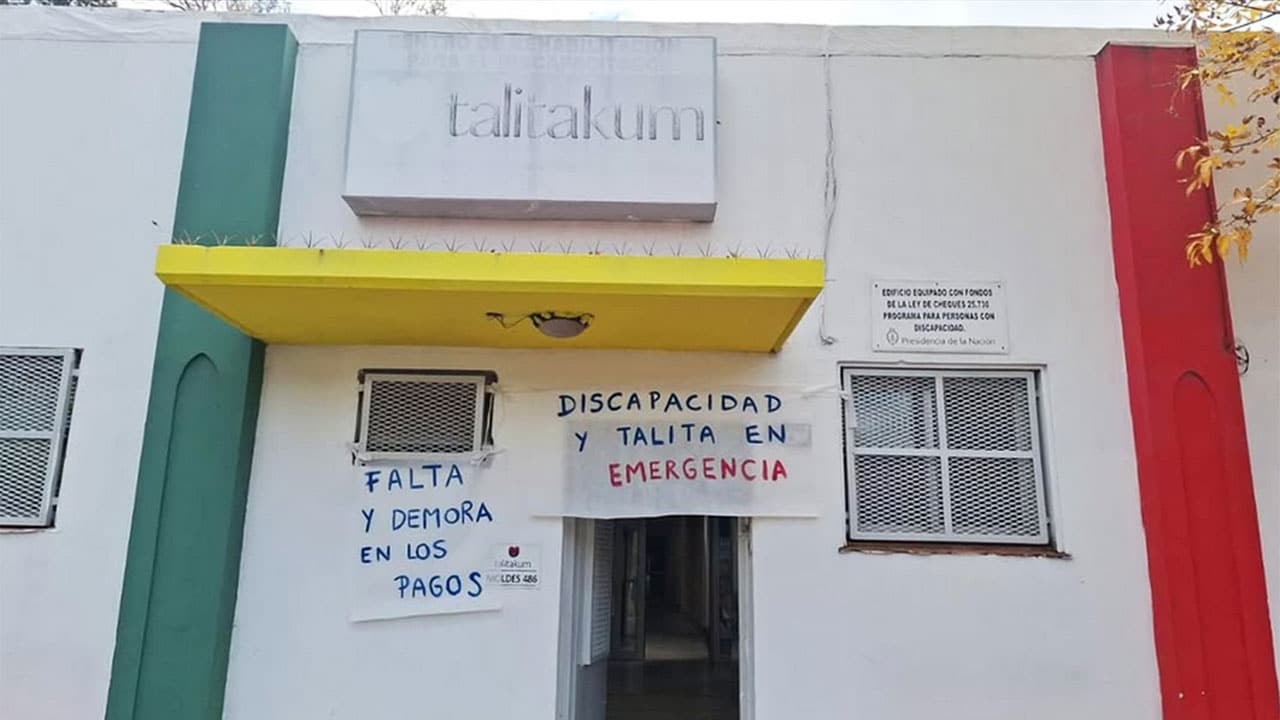 CENTRO DE REHABILITACION
talitakum
EDIFICIO EQUIPADO CON FONDOS
DE LA LEY DE CHEQUES 25.730
PROGRAMA PARA PERSONAS CON
DISCAPACIDAD.
Presidencia de la Nación
DISCAPACIDAD
Y TALITA EN
EMERGENCIA
FALTA
Y DEMORA
EN LOS
PAGOS
talitakum
MOLDES 486